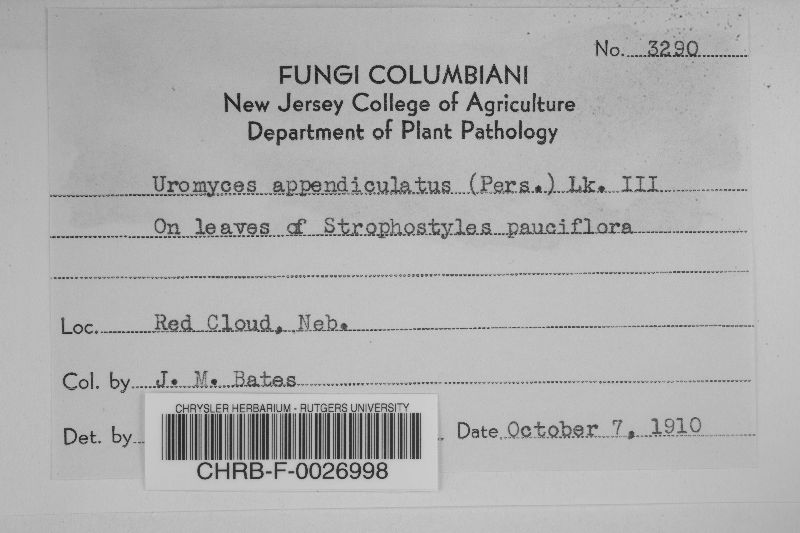 No. 3290
FUNGI COLUMBIANI
New Jersey College of Agriculture
Department of Plant Pathology
Uromyces appendiculatus (Pers.) Lk. III
On leaves of Strophostyles pauciflora
Loc. Red Cloud, Neb.
Col. by J. M. Bates
Det. by
Date October 7, 1910
CHRYSLER HERBARIUM - RUTGERS UNIVERSITY
CHRB-F-0026998